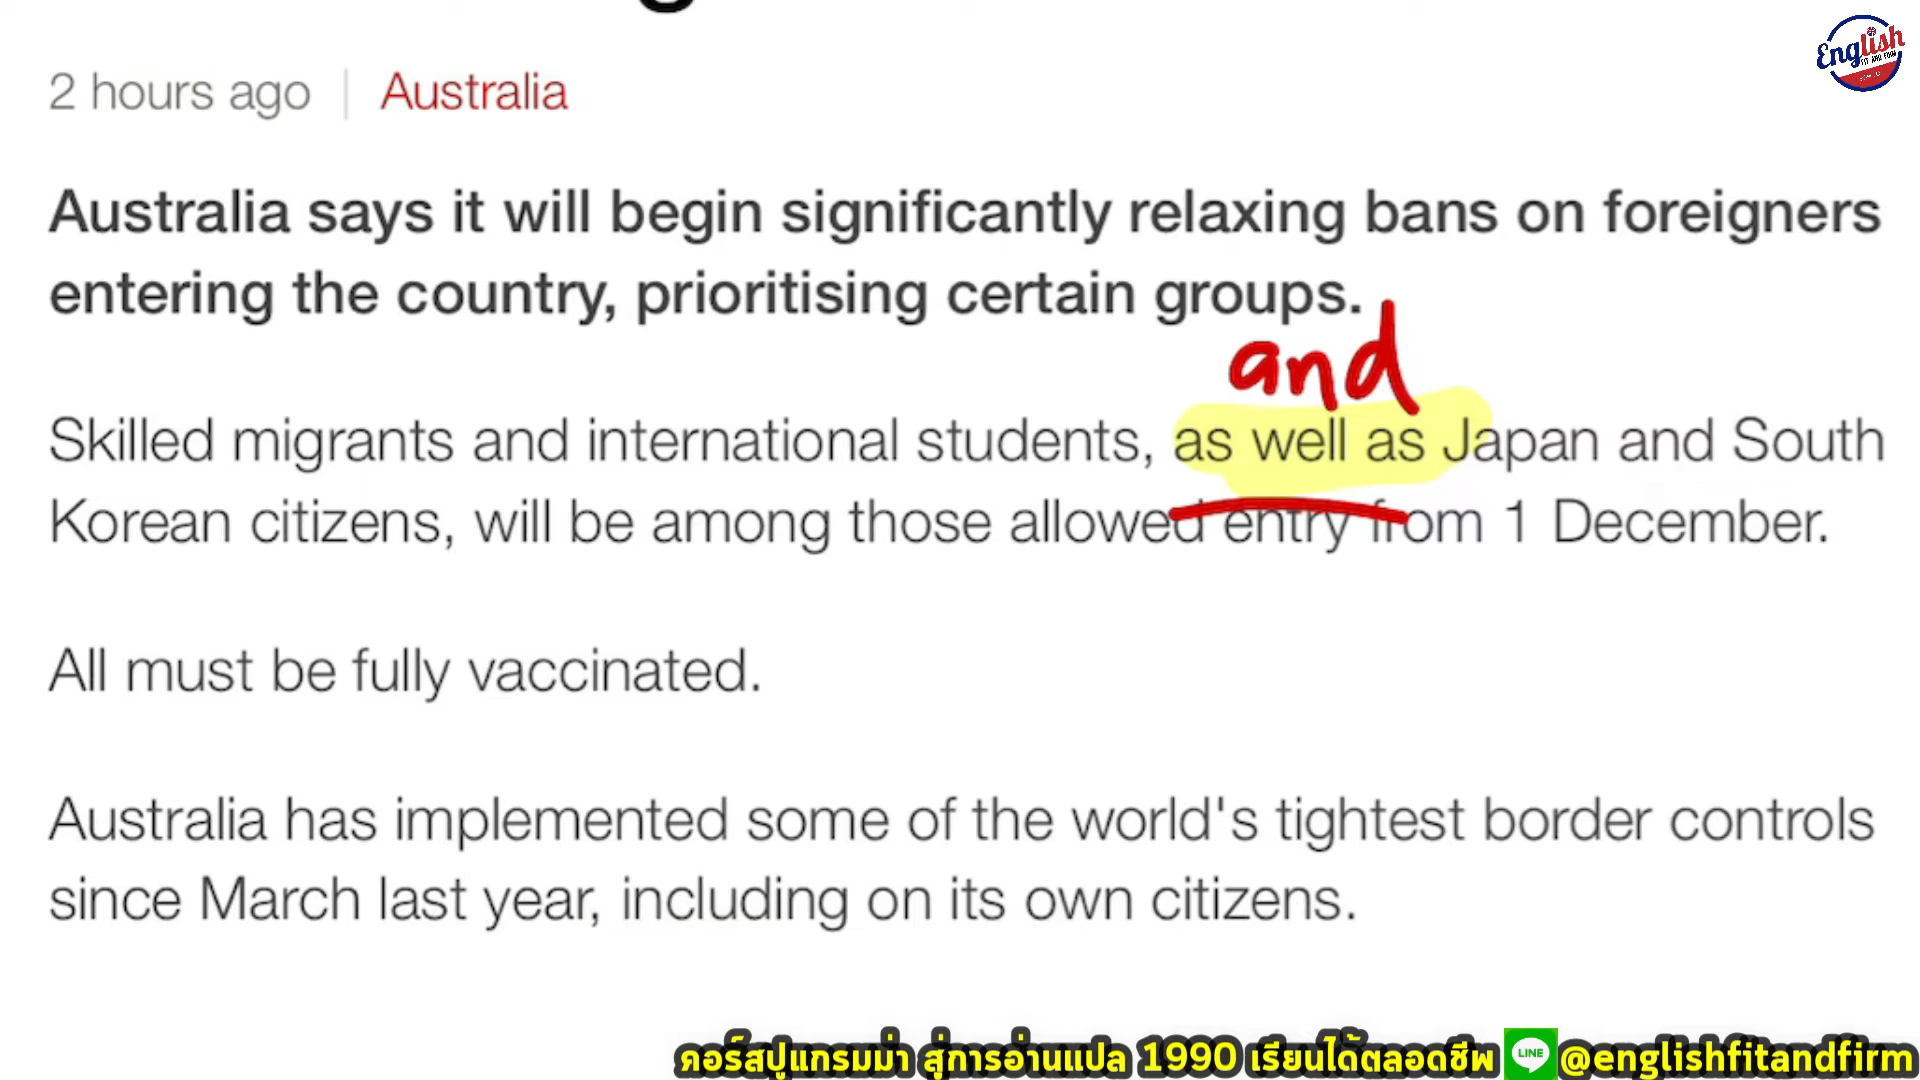 English
FIT AND FIRM
2 hours ago | Australia
Australia says it will begin significantly relaxing bans on foreigners
entering the country, prioritising certain groups.
and
Skilled migrants and international students, as well as Japan and South
Korean citizens, will be among those allowed entry from 1 December.
All must be fully vaccinated.
Australia has implemented some of the world's tightest border controls
since March last year, including on its own citizens.
คอร์สปูแกรมม่า สู่การอ่านแปล 1990 เรียนได้ตลอดชีพ LINE @englishfitandfirm